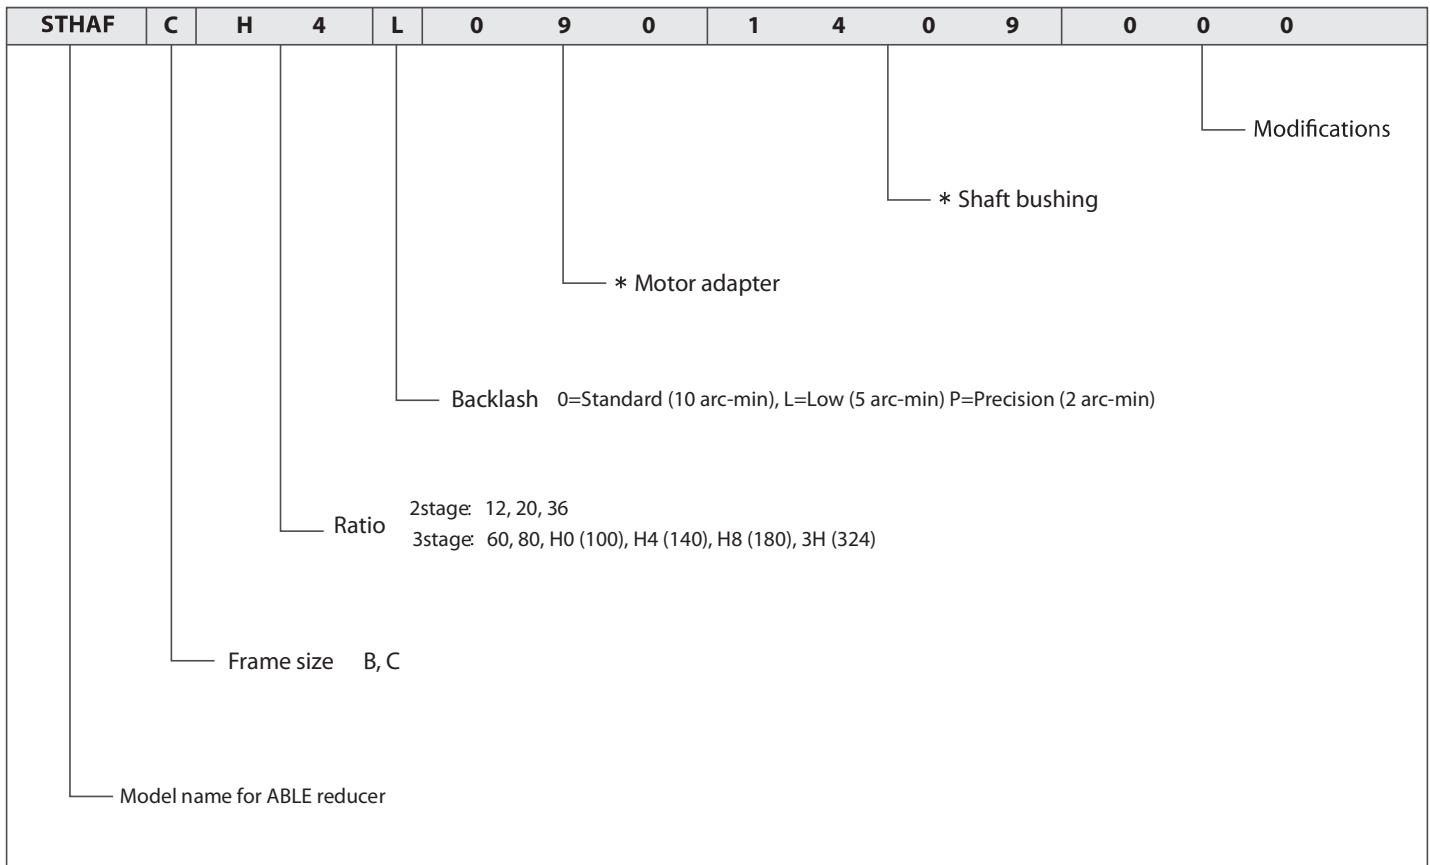 STHAF C H 4 L 0 9 0 1 4 0 9 0 0 0
Modifications
* Shaft bushing
* Motor adapter
Backlash 0=Standard (10 arc-min), L=Low (5 arc-min) P=Precision (2 arc-min)
2stage: 12, 20, 36
Ratio
3stage: 60, 80, H0 (100), H4 (140), H8 (180), 3H (324)
Frame size B, C
Model name for ABLE reducer